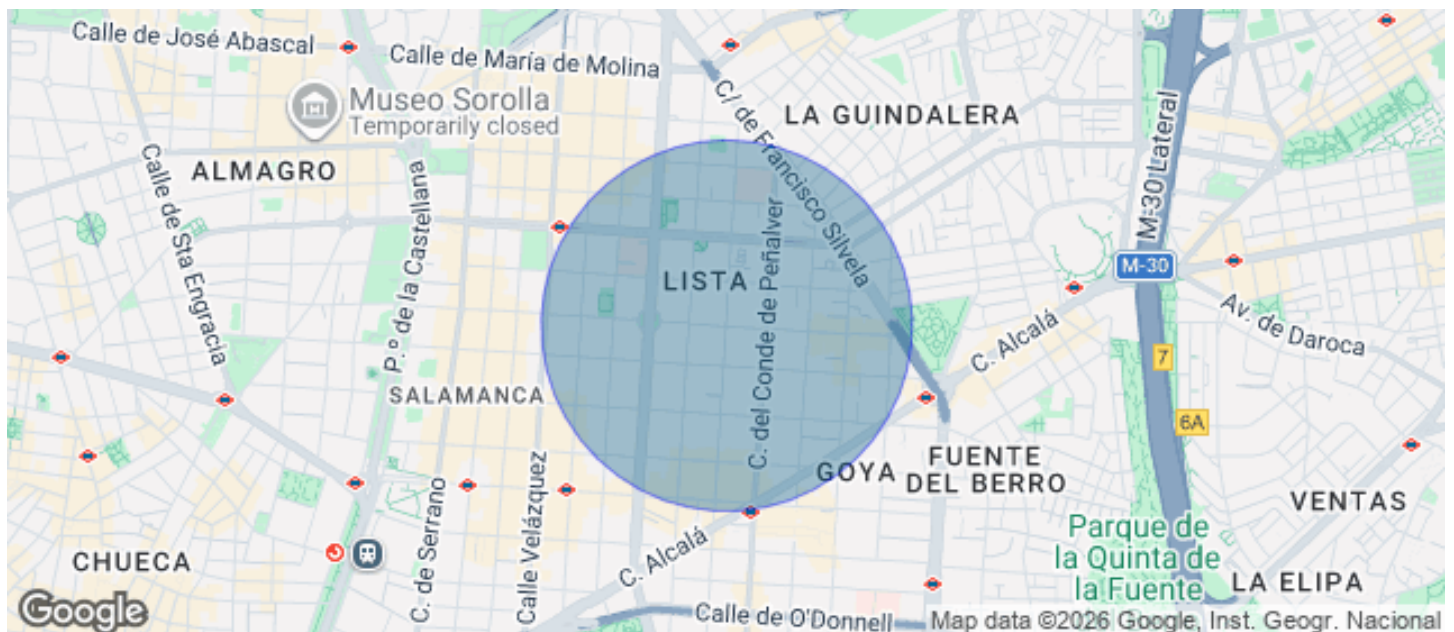 Calle de José Abascal
Calle de María de Molina
Museo Sorolla
Temporarily closed
C/ de Francisco Silvela
LA GUINDALERA
M-30 Lateral
ALMAGRO
Calle de Sta Engracia
P.º de la Castellana
C. del Conde de Peñalver
LISTA
M-30
Av. de Daroca
C. Alcalá
7
SALAMANCA
6A
GOYA
FUENTE
DEL BERRO
VENTAS
Calle Velázquez
C. de Serrano
C. Alcalá
Parque de
la Quinta de
la Fuente
CHUECA
LA ELIPA
Google
Calle de O'Donnell
Map data ©2026 Google, Inst. Geogr. Nacional